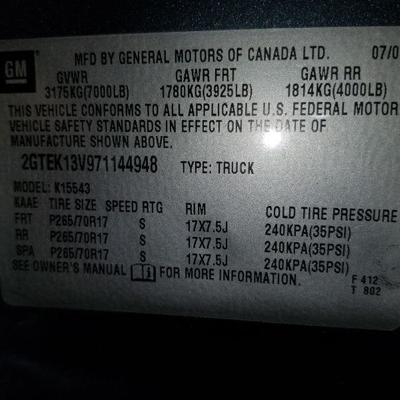 GM
MFD BY GENERAL MOTORS OF CANADA LTD. 07/0
GVWR GAWR FRT GAWR RR
3175KG(7000LB) 1780KG(3925LB) 1814KG(4000LB)
THIS VEHICLE CONFORMS TO ALL APPLICABLE U.S. FEDERAL MOTOR
VEHICLE SAFETY STANDARDS IN EFFECT ON THE DATE OF
MANUFACTURE SHOWN ABOVE.
2GTEK13V971144948 TYPE: TRUCK
MODEL: K15543
KAAE TIRE SIZE SPEED RTG RIM COLD TIRE PRESSURE
FRT P265/70R17 S 17X7.5J 240KPA(35PSI)
RR P265/70R17 S 17X7.5J 240KPA(35PSI)
SPA P265/70R17 S 17X7.5J 240KPA(35PSI)
SEE OWNER'S MANUAL FOR MORE INFORMATION. F 412
T 802